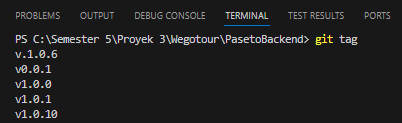 PROBLEMS OUTPUT DEBUG CONSOLE TERMINAL TEST RESULTS PORTS
PS C:\Semester 5\Proyek 3\Wegotour\PasetoBackend> git tag
v.1.0.6
v0.0.1
v1.0.0
v1.0.1
v1.0.10